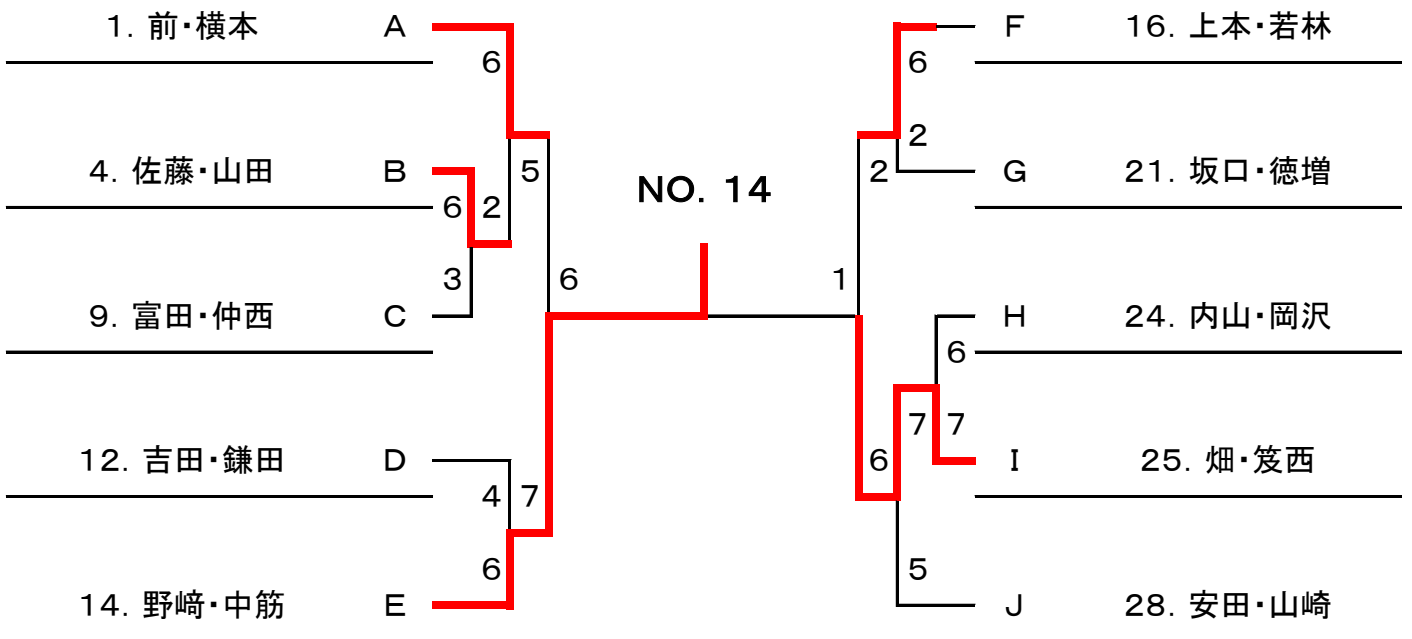 1. 前・横本 A
6
4. 佐藤・山田 B
6 2
5
3
9. 富田・仲西 C
12. 吉田・鎌田 D
4 7
6
14. 野﨑・中筋 E
NO. 14
6 1
F 16. 上本・若林
6
2
2
G 21. 坂口・徳増
H 24. 内山・岡沢
6
7 7
6
I 25. 畑・笈西
5
J 28. 安田・山崎